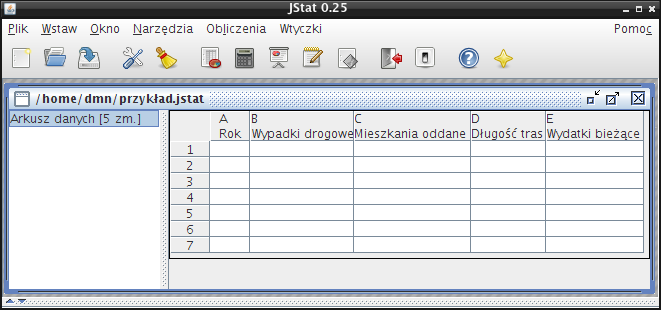 JStat 0.25
Plik Wstaw Okno Narzędzia Obliczenia Wtyczki Pomoc
/home/dmn/przykład.jstat
Arkusz danych [5 zm.]
A B C D E
Rok Wypadki drogowe Mieszkania oddane Długość tras Wydatki bieżące
1
2
3
4
5
6
7